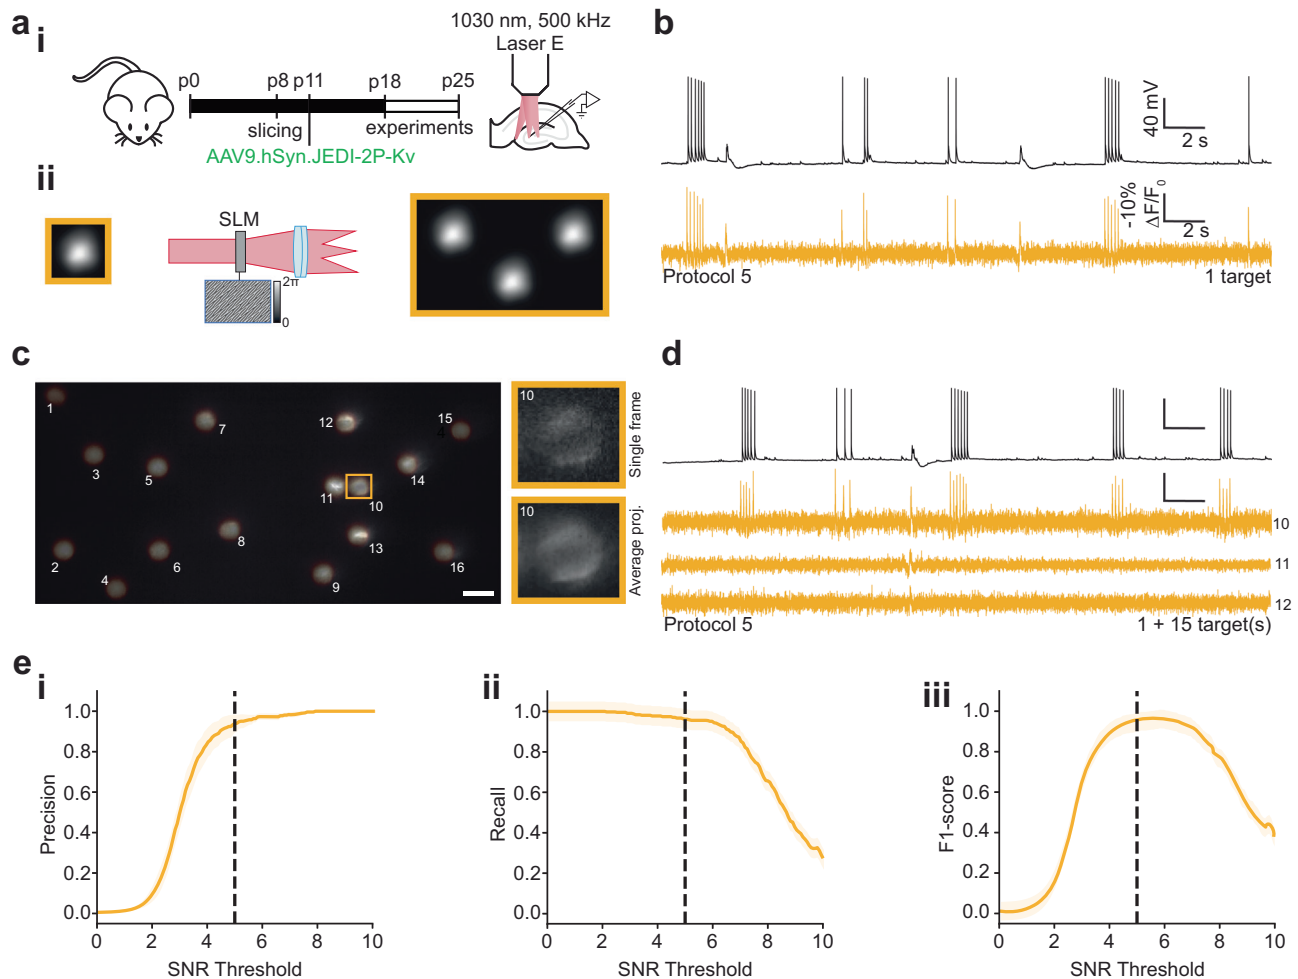 a
i
p0
p8
p11
p18
p25
slicing
experiments
AAV9.hSyn.JEDI-2P-Kv
1030 nm, 500 kHz
Laser E
ii
SLM
2π
0
b
40 mV
2 s
-10%
ΔF/F0
2 s
Protocol 5
1 target
c
1
2
3
4
5
6
7
8
9
10
11
12
13
14
15
4
16
10
Single frame
10
Average proj.
d
10
11
12
Protocol 5
1 + 15 target(s)
e
i
Precision
1.0
0.8
0.6
0.4
0.2
0.0
0 2 4 6 8 10
SNR Threshold
ii
Recall
1.0
0.8
0.6
0.4
0.2
0.0
0 2 4 6 8 10
SNR Threshold
iii
F1-score
1.0
0.8
0.6
0.4
0.2
0.0
0 2 4 6 8 10
SNR Threshold